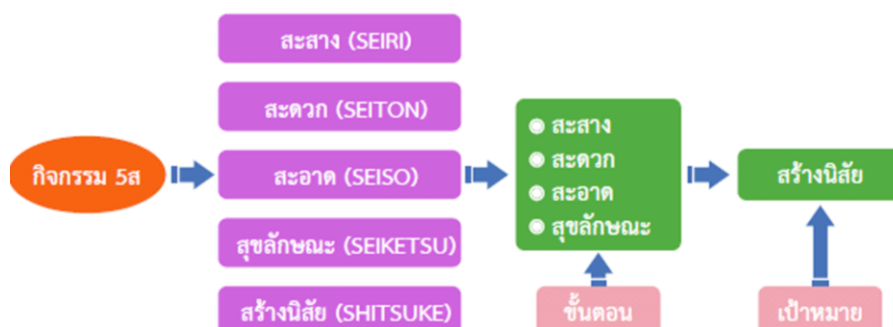 กิจกรรม 5ส
สะสาง (SEIRI)
สะดวก (SEITON)
สะอาด (SEISO)
สุขลักษณะ (SEIKETSU)
สร้างนิสัย (SHITSUKE)
สะสาง
สะดวก
สะอาด
สุขลักษณะ
ขั้นตอน
สร้างนิสัย
เป้าหมาย